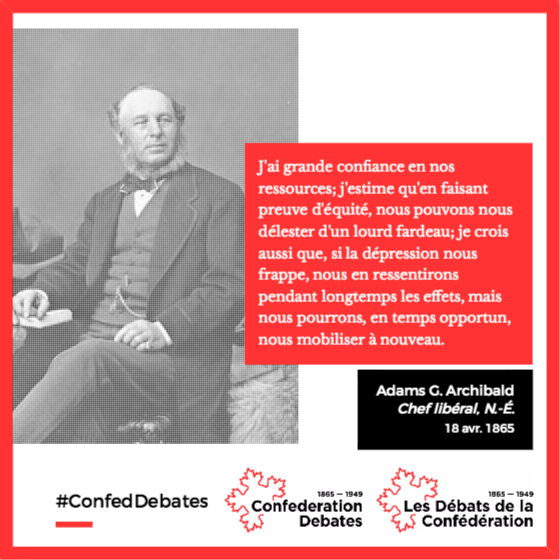 J'ai grande confiance en nos
ressources; j'estime qu'en faisant
preuve d'équité, nous pouvons nous
délester d'un lourd fardeau; je crois
aussi que, si la dépression nous
frappe, nous en ressentirons
pendant longtemps les effets, mais
nous pourrons, en temps opportun,
nous mobiliser à nouveau.
Adams G. Archibald
Chef libéral, N.-É.
18 avr. 1865
#ConfedDebates
1865 — 1949
Confederation
Debates
1865 — 1949
Les Débats de la
Confédération